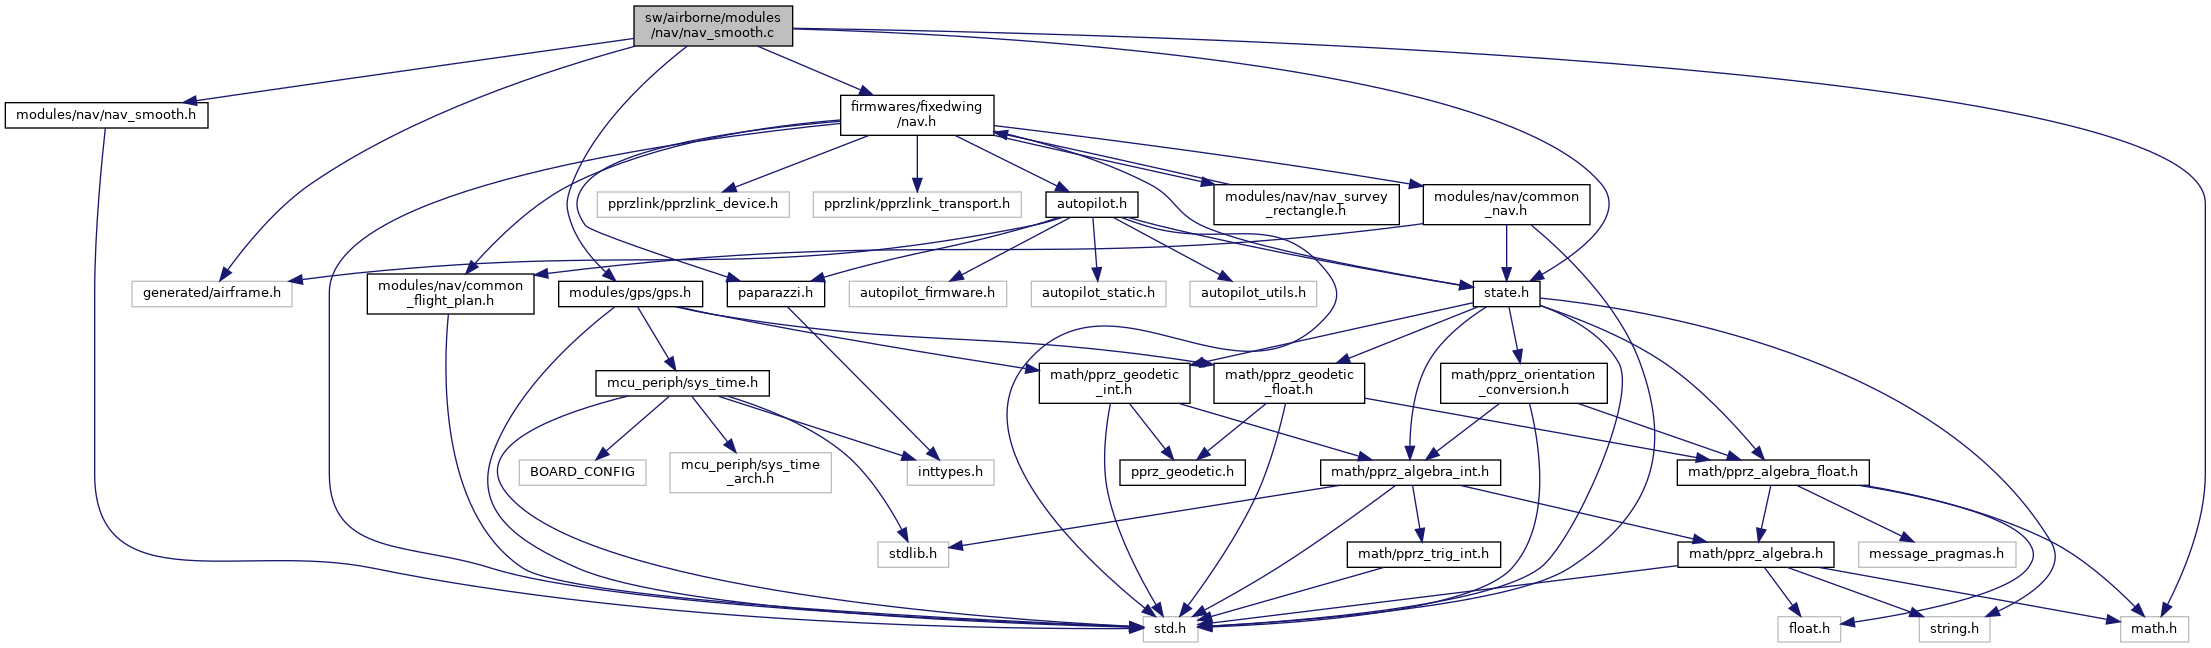 sw/airborne/modules
/nav/nav_smooth.c
modules/nav/nav_smooth.h
firmwares/fixedwing
/nav.h
pprzlink/pprzlink_device.h
pprzlink/pprzlink_transport.h
autopilot.h
modules/nav/nav_survey
_rectangle.h
modules/nav/common
_nav.h
generated/airframe.h
modules/nav/common
_flight_plan.h
modules/gps/gps.h
paparazzi.h
autopilot_firmware.h
autopilot_static.h
autopilot_utils.h
state.h
mcu_periph/sys_time.h
math/pprz_geodetic
_int.h
math/pprz_geodetic
_float.h
math/pprz_orientation
_conversion.h
BOARD_CONFIG
mcu_periph/sys_time
_arch.h
inttypes.h
pprz_geodetic.h
math/pprz_algebra_int.h
math/pprz_algebra_float.h
stdlib.h
math/pprz_trig_int.h
math/pprz_algebra.h
message_pragmas.h
std.h
float.h
string.h
math.h